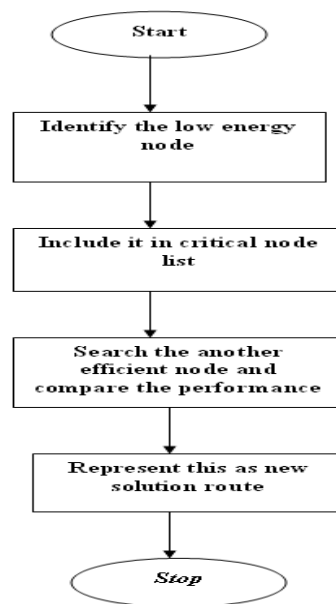 Start
Identify the low energy
node
Include it in critical node
list
Search the another
efficient node and
compare the performance
Represent this as new
solution route
Stop